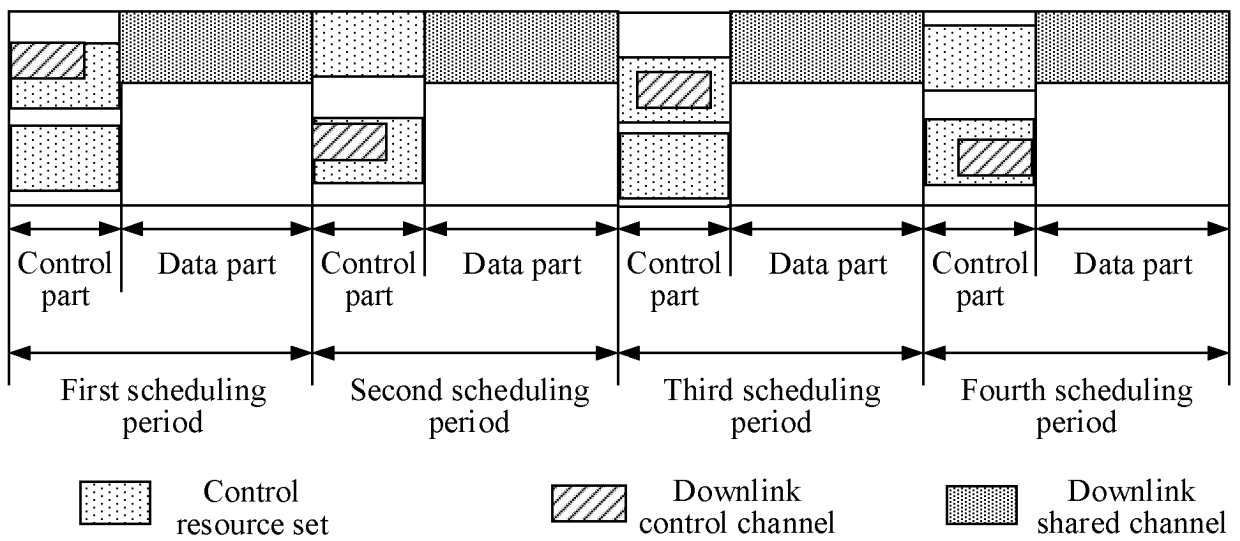 Control
part
Data part
Control
part
Data part
Control
part
Data part
Control
part
Data part
First scheduling
period
Second scheduling
period
Third scheduling
period
Fourth scheduling
period
Control
resource set
Downlink
control channel
Downlink
shared channel